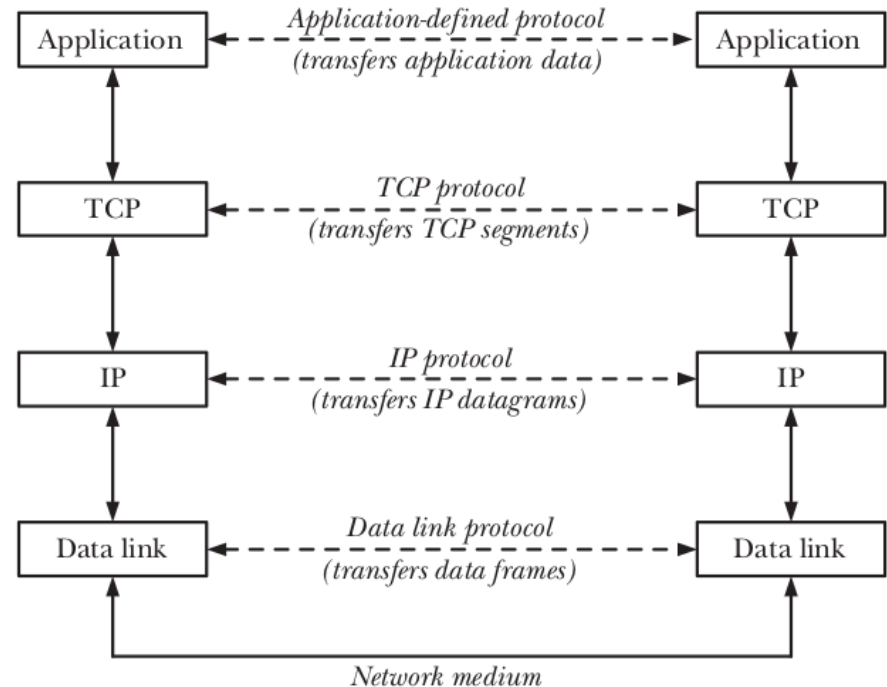 Application-defined protocol
Application
Application
(transfers application data)
TCP protocol
TCP
TCP
(transfers TCP segments)
IP protocol
IP
IP
(transfers IP datagrams)
Data link protocol
Data link
Data link
(transfers data frames)
Network medium